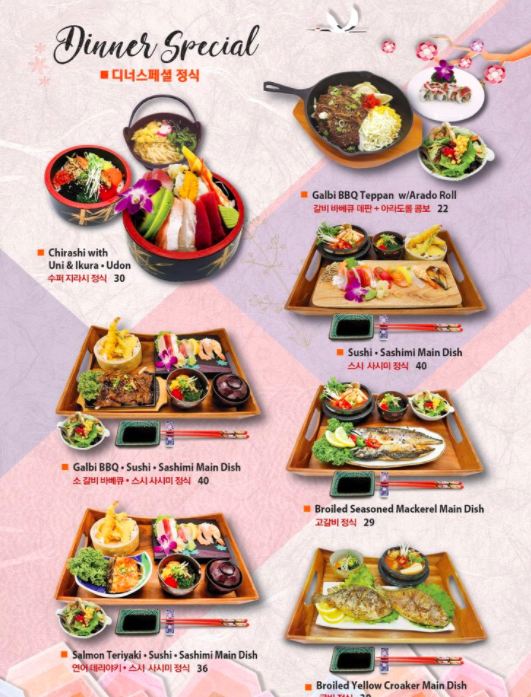 Dinner Special
디너스페셜 정식
Galbi BBQ Teppan w/Arado Roll
갈비 바베큐 데판 + 아라도롤 콤보 22
Chirashi with
Uni & Ikura • Udon
수퍼 지라시 정식 30
Sushi • Sashimi Main Dish
스시 사시미 정식 40
Galbi BBQ • Sushi • Sashimi Main Dish
소 갈비 바베큐 • 스시 사시미 정식 40
Broiled Seasoned Mackerel Main Dish
고갈비 정식 29
Salmon Teriyaki • Sushi • Sashimi Main Dish
연어 데리야키 • 스시 사시미 정식 36
Broiled Yellow Croaker Main Dish